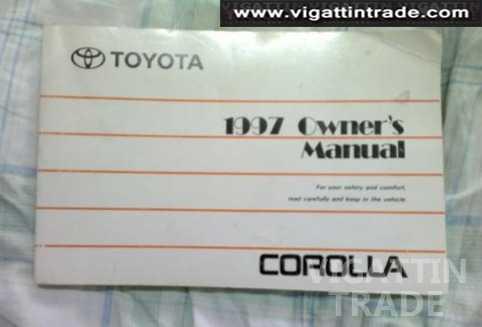 www.vigattintrade.com
TOYOTA
1997 Owner's
Manual
For your safety and comfort,
read carefully and keep in the vehicle.
COROLLA
VIGATTIN
TRADE